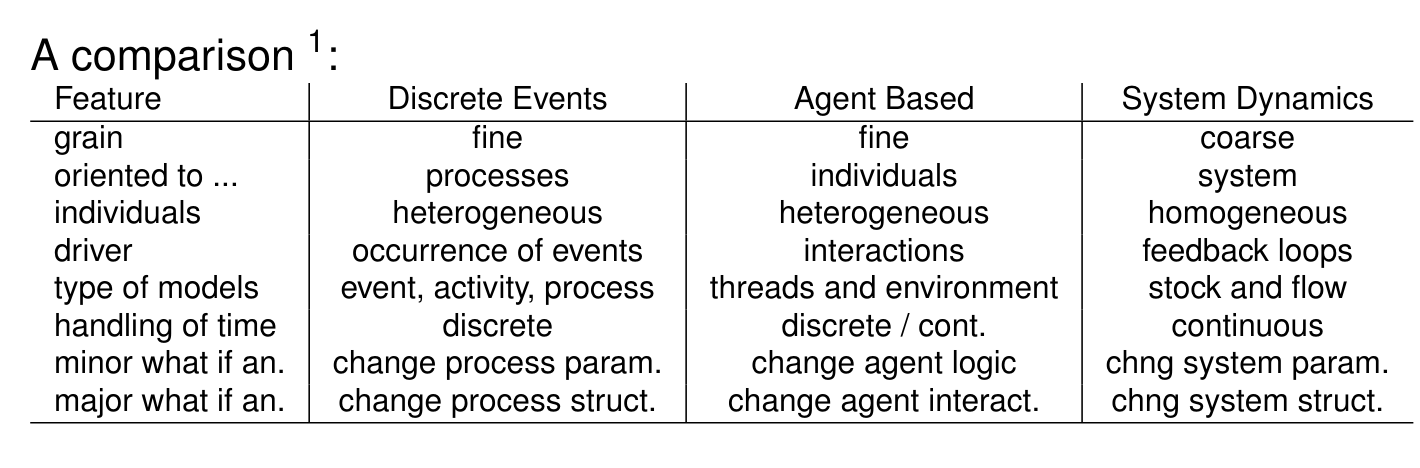 A comparison 1:
Feature Discrete Events Agent Based System Dynamics
grain fine fine coarse
oriented to ... processes individuals system
individuals heterogeneous heterogeneous homogeneous
driver occurrence of events interactions feedback loops
type of models event, activity, process threads and environment stock and flow
handling of time discrete discrete / cont. continuous
minor what if an. change process param. change agent logic chng system param.
major what if an. change process struct. change agent interact. chng system struct.